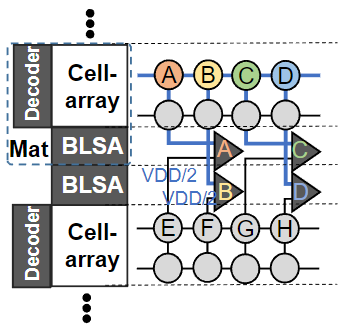 Decoder
Cell-
array
A B C D
Mat
BLSA
A C
BLSA
VDD/2
VDD/2
B D
Decoder
Cell-
array
E F G H